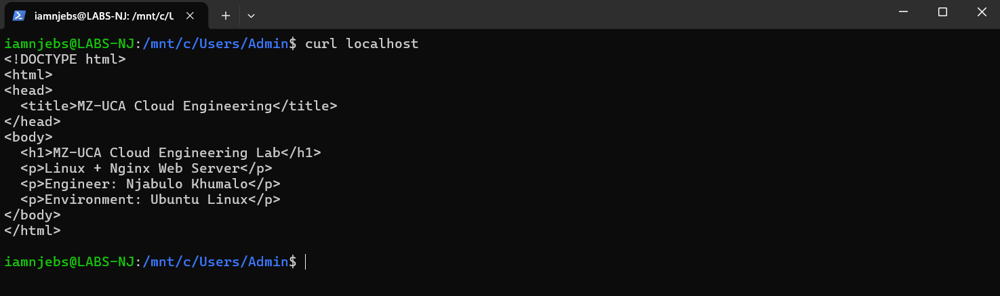 iamnjebs@LABS-NJ: /mnt/c/U
iamnjebs@LABS-NJ:/mnt/c/Users/Admin$ curl localhost
<!DOCTYPE html>
<html>
<head>
  <title>MZ-UCA Cloud Engineering</title>
</head>
<body>
  <h1>MZ-UCA Cloud Engineering Lab</h1>
  <p>Linux + Nginx Web Server</p>
  <p>Engineer: Njabulo Khumalo</p>
  <p>Environment: Ubuntu Linux</p>
</body>
</html>
iamnjebs@LABS-NJ:/mnt/c/Users/Admin$